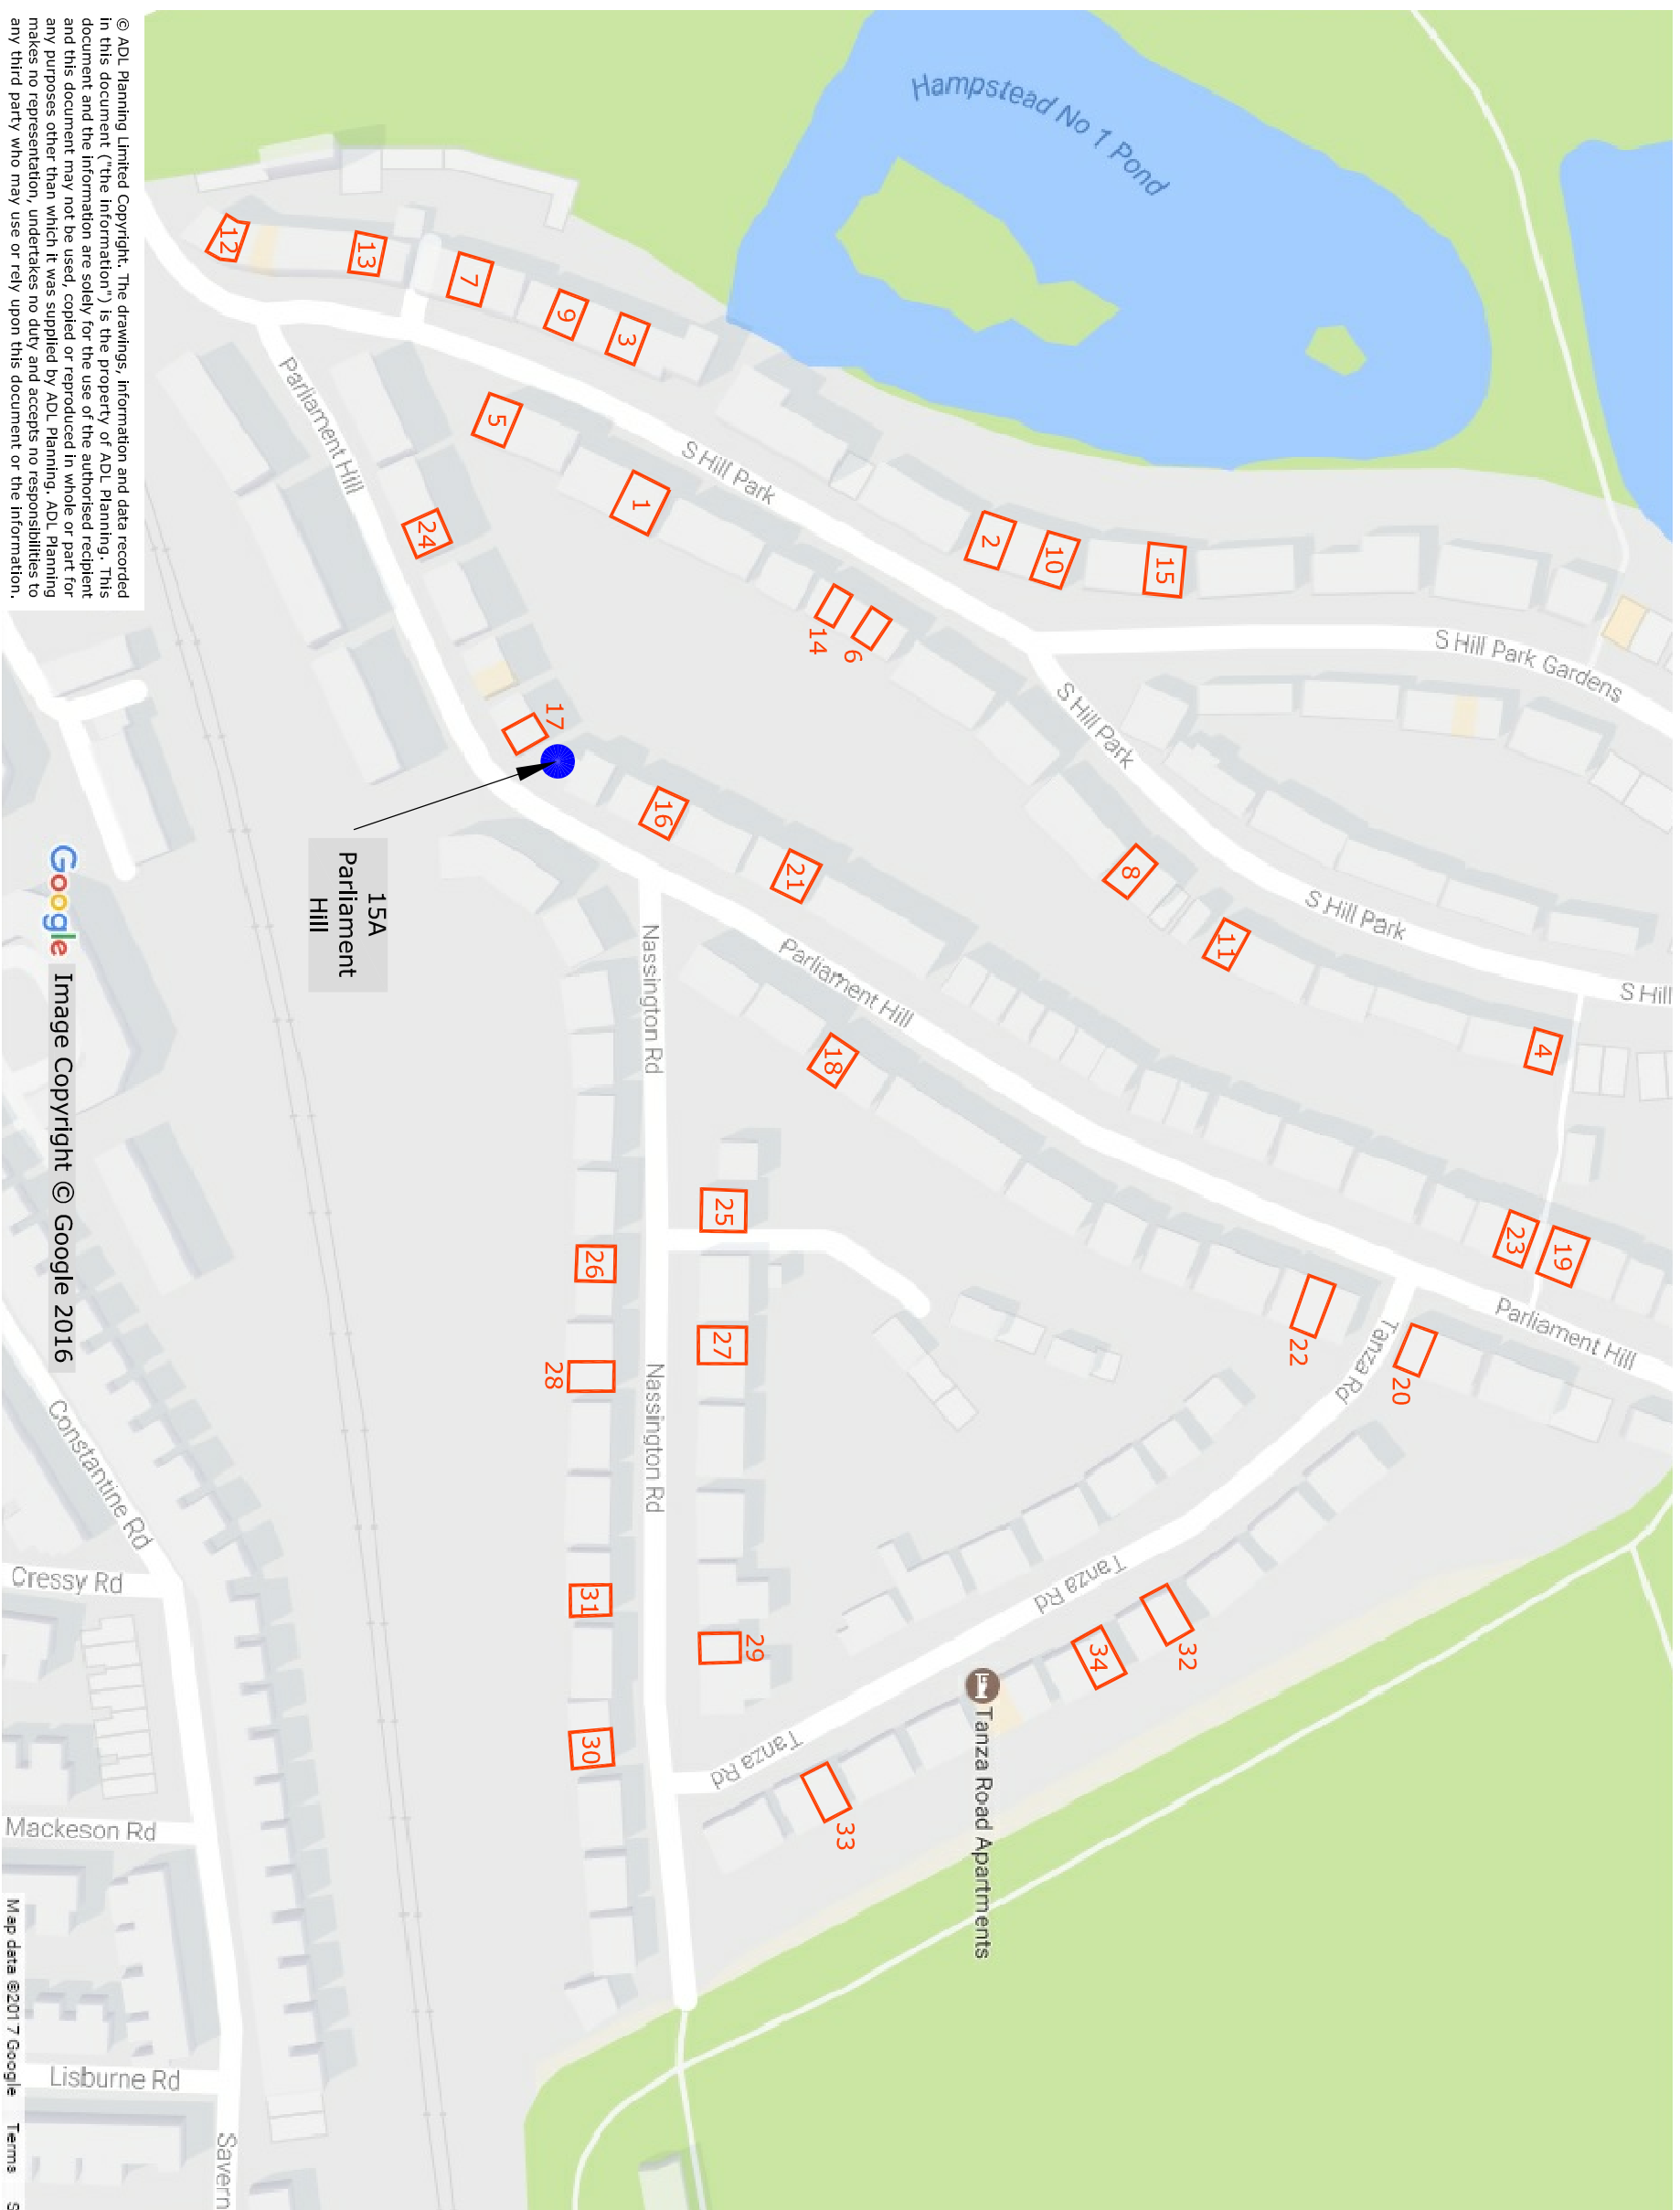 © ADL Planning Limited Copyright. The drawings, information and data recorded
in this document ("the information") is the property of ADL Planning. This
document and the information are solely for the use of the authorised recipient
and this document may not be used, copied or reproduced in whole or part for
any purposes other than which it was supplied by ADL Planning. ADL Planning
makes no representation, undertakes no duty and accepts no responsibilities to
any third party who may use or rely upon this document or the information.
Hampstead No 1 Pond
12
13
7
9
3
5
1
24
Parliament Hill
S Hill Park
2
10
15
14
6
S Hill Park Gardens
S Hill Park
17
16
21
8
11
S Hill Park
S Hill
4
15A
Parliament
Hill
Google Image Copyright © Google 2016
Nassington Rd
Parliament Hill
18
25
26
27
28
23
19
22
20
Parliament Hill
Tanza Rd
Nassington Rd
Constantine Rd
Cressy Rd
31
29
30
Tanza Rd
32
34
Tanza Road Apartments
Tanza Rd
33
Mackeson Rd
Lisburne Rd
Savern
Map data ©2017 Google Terms S